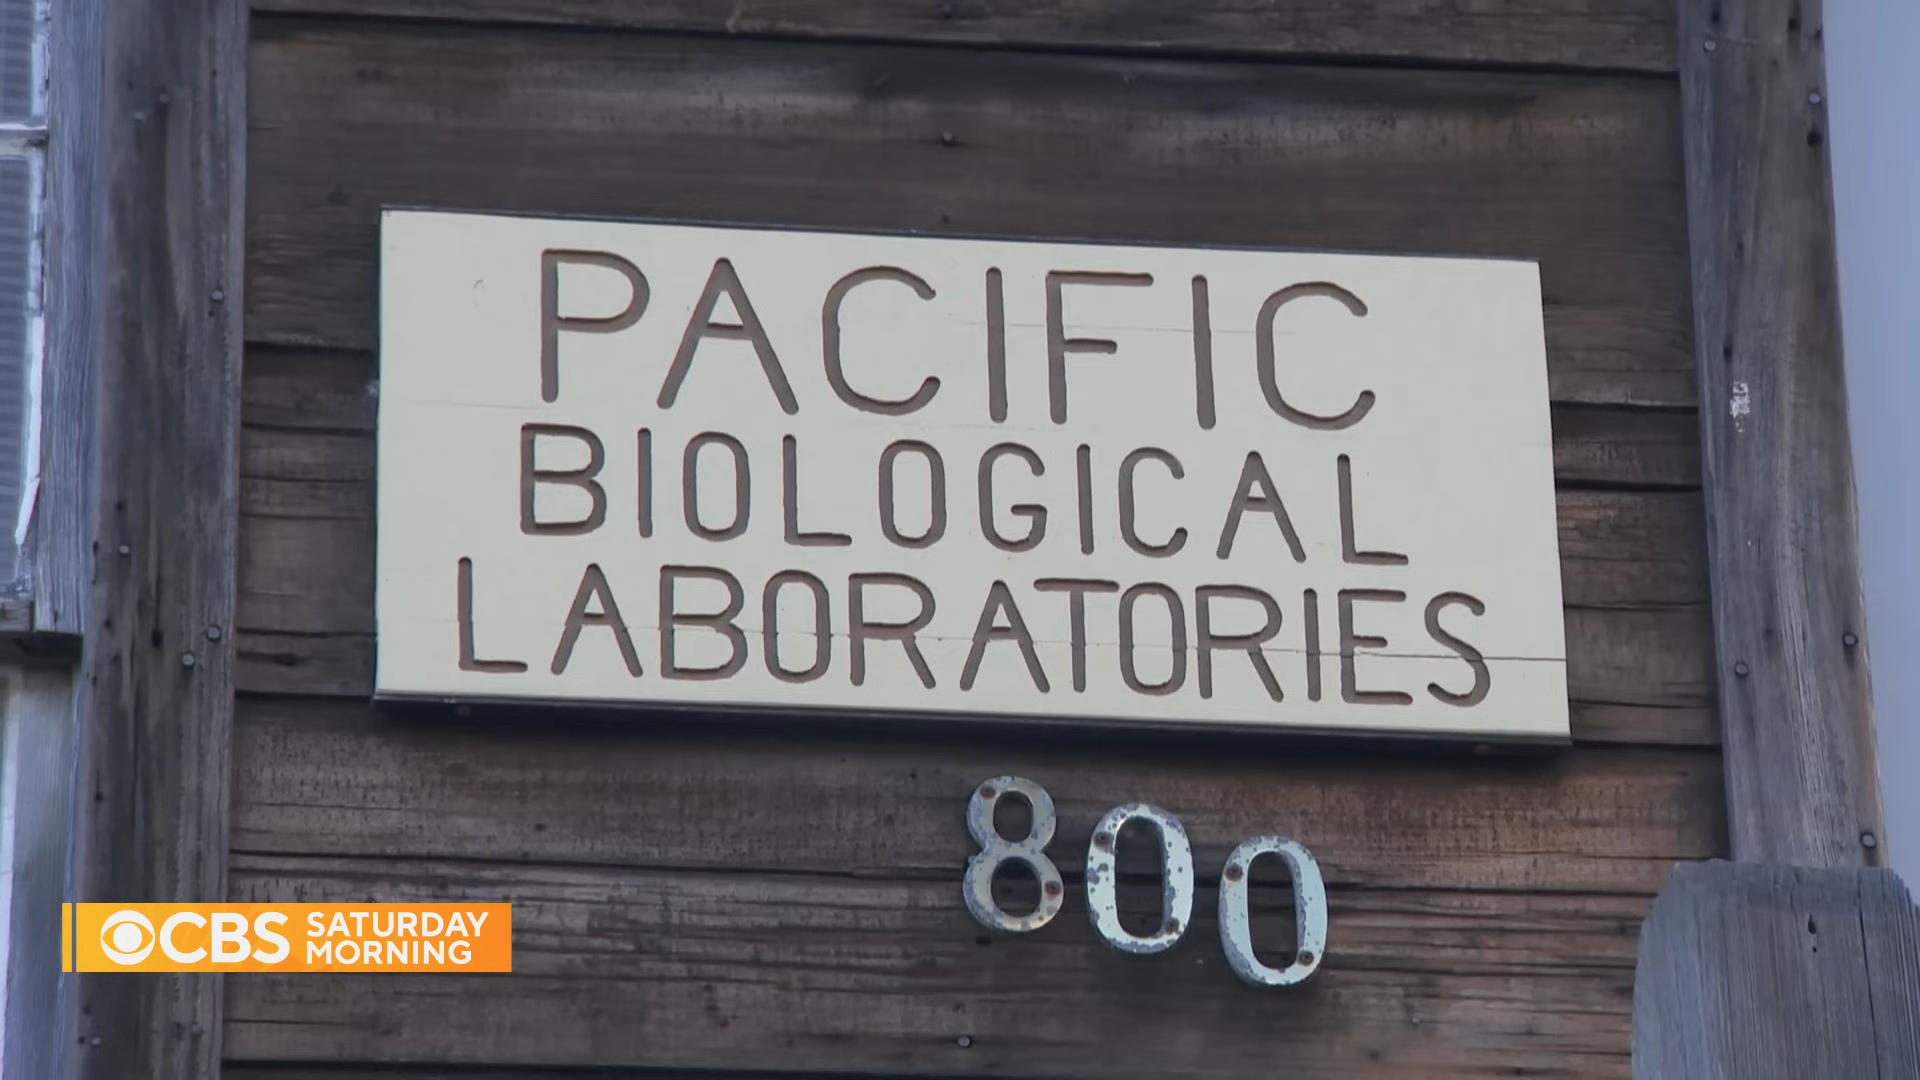 PACIFIC
BIOLOGICAL
LABORATORIES
800
CBS SATURDAY
MORNING